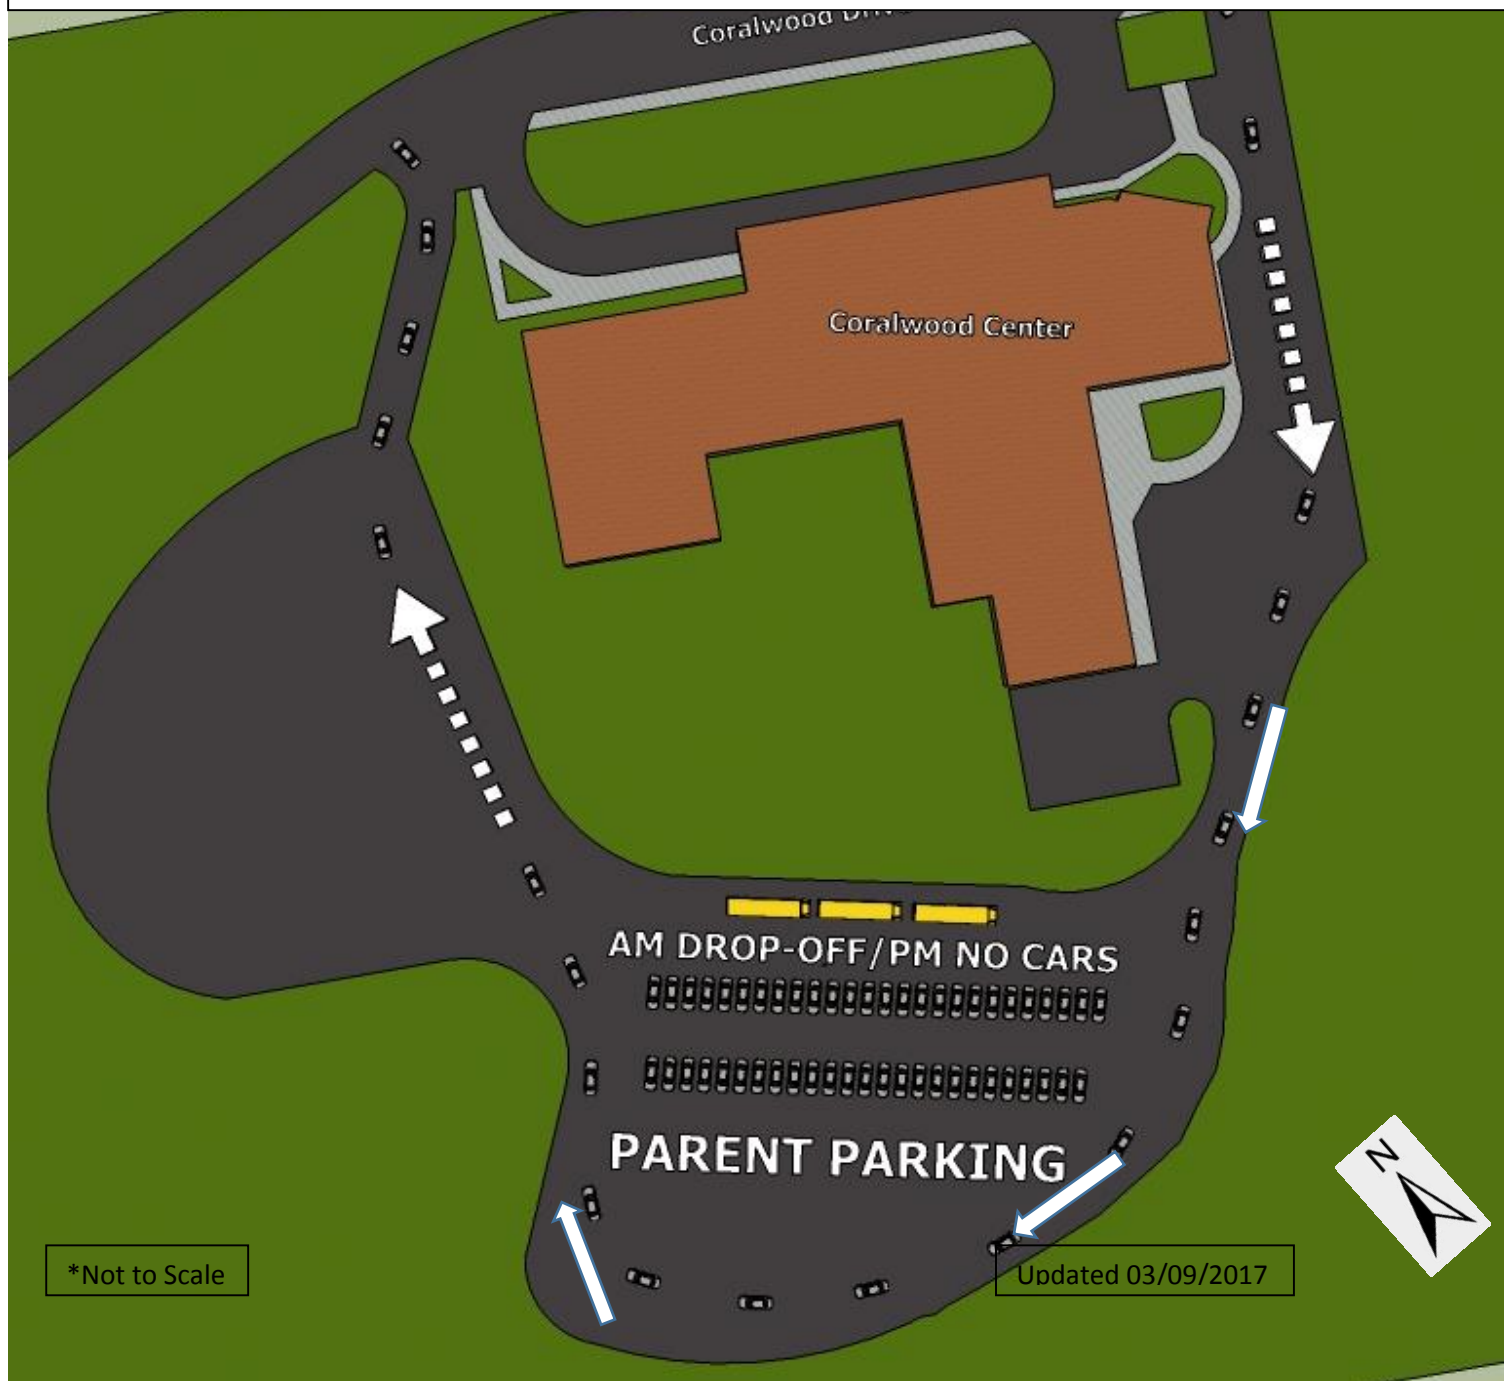 Coralwood
Coralwood Center
AM DROP-OFF/PM NO CARS
PARENT PARKING
N
*Not to Scale
Updated 03/09/2017